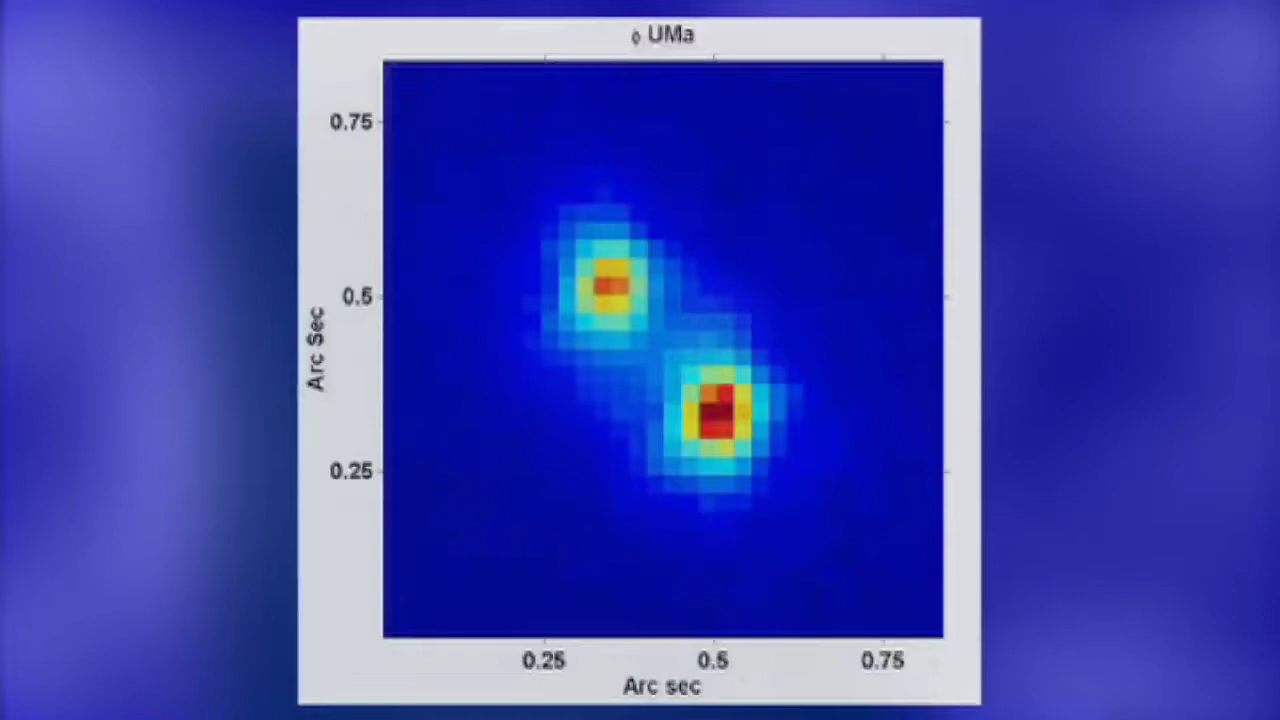 ϕ UMa
0.75
0.5
0.25
Arc Sec
0.25 0.5 0.75
Arc sec